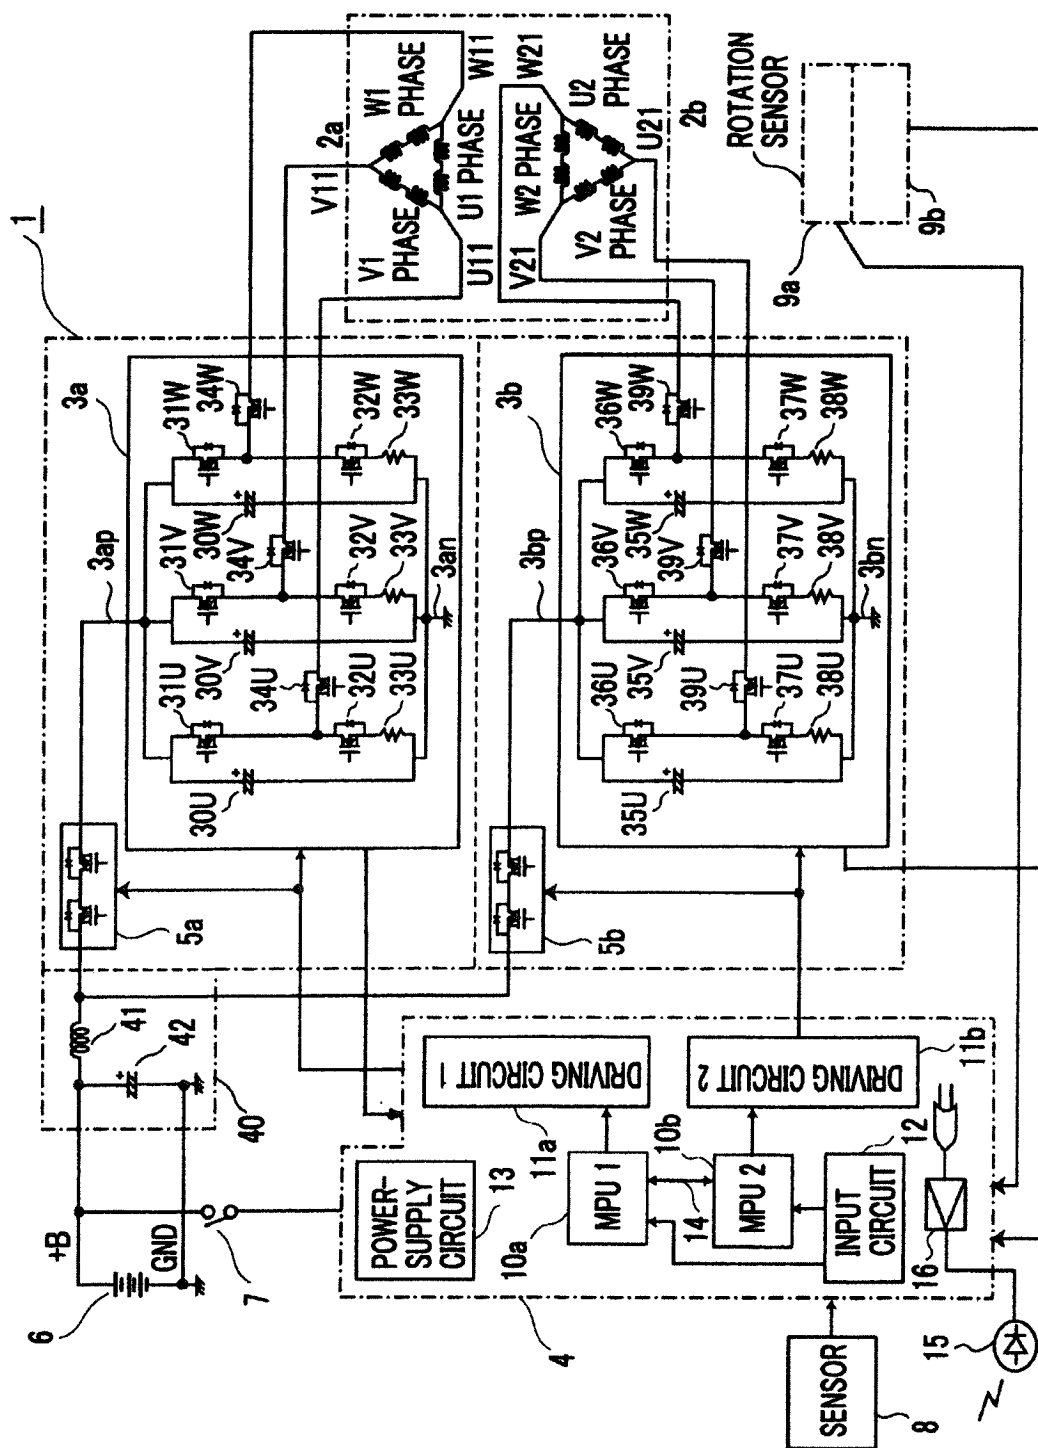 1
2a
V11
W1
PHASE
W11
V1
PHASE
U1 PHASE
U11
W21
U2
PHASE
W2 PHASE
U21
V21
V2
PHASE
2b
ROTATION
SENSOR
9a
9b
3a
3ap
31W
34W
32W
33W
30W
31V
34V
32V
33V
30V
31U
34U
32U
33U
30U
3an
5a
3b
3bp
36W
39W
37W
38W
35W
36V
39V
37V
38V
35V
36U
39U
37U
38U
35U
3bn
5b
41
42
40
+B
GND
6
7
4
POWER-
SUPPLY
CIRCUIT
13
DRIVING CIRCUIT 1
11a
MPU 1
10a
14
DRIVING CIRCUIT 2
11b
MPU 2
10b
INPUT
CIRCUIT
12
16
15
SENSOR
8